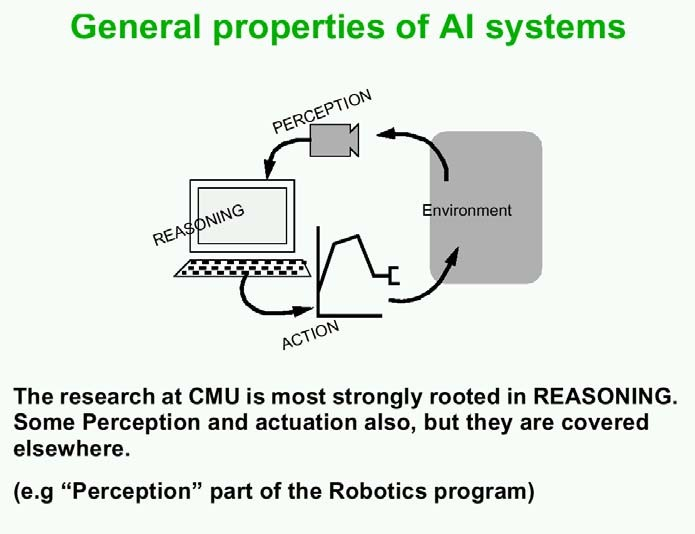 General properties of AI systems
PERCEPTION
REASONING
Environment
ACTION
The research at CMU is most strongly rooted in REASONING.
Some Perception and actuation also, but they are covered
elsewhere.
(e.g “Perception” part of the Robotics program)